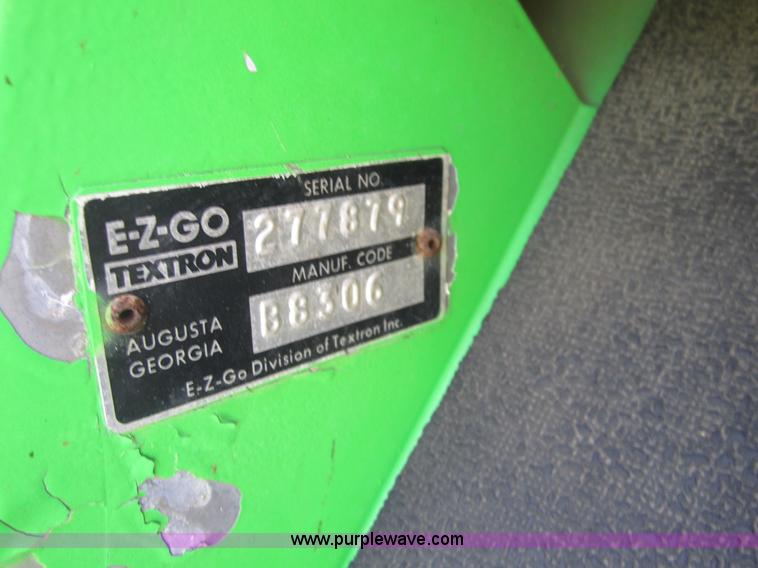 SERIAL NO.
E-Z-GO
277879
TEXTRON
MANUF. CODE
B8306
AUGUSTA
GEORGIA
E-Z-Go Division of Textron Inc.
www.purplewave.com